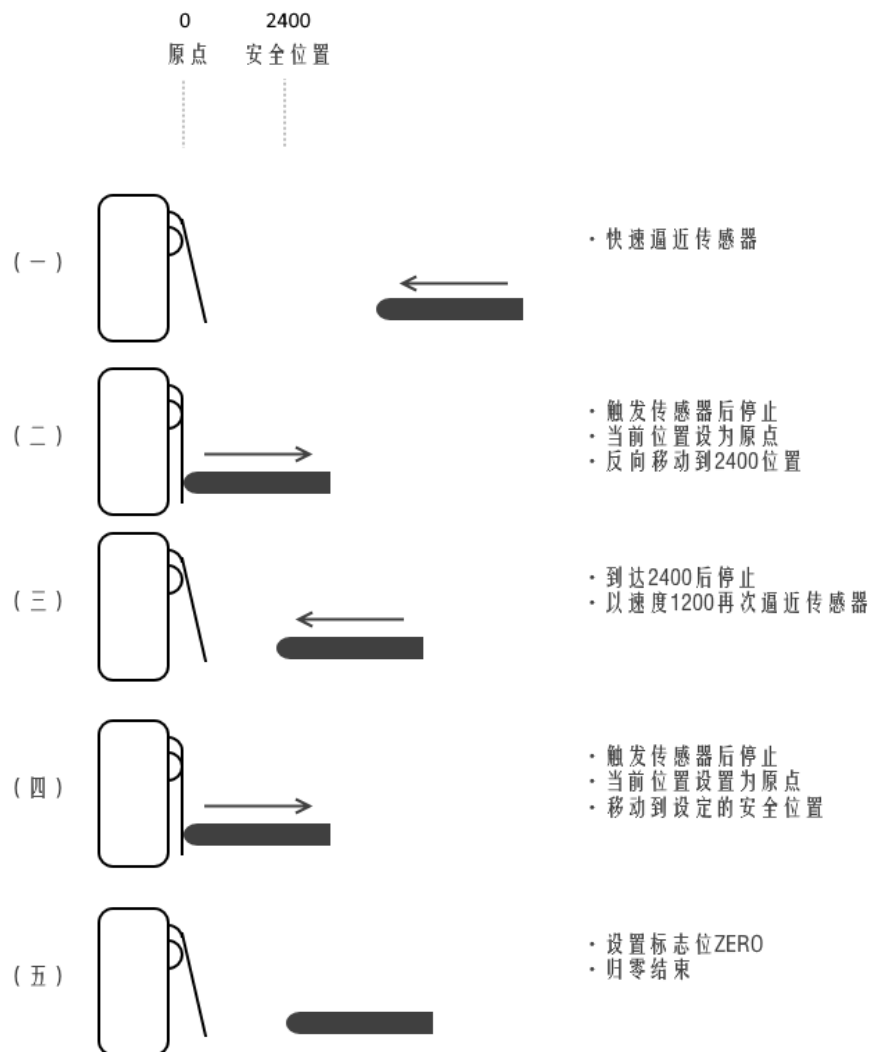 0
2400
原点
安全位置
(一)
· 快速逼近传感器
(二)
· 触发传感器后停止
· 当前位置设为原点
· 反向移动到2400位置
(三)
· 到达2400后停止
· 以速度1200再次逼近传感器
(四)
· 触发传感器后停止
· 当前位置设置为原点
· 移动到设定的安全位置
(五)
· 设置标志位ZERO
· 归零结束